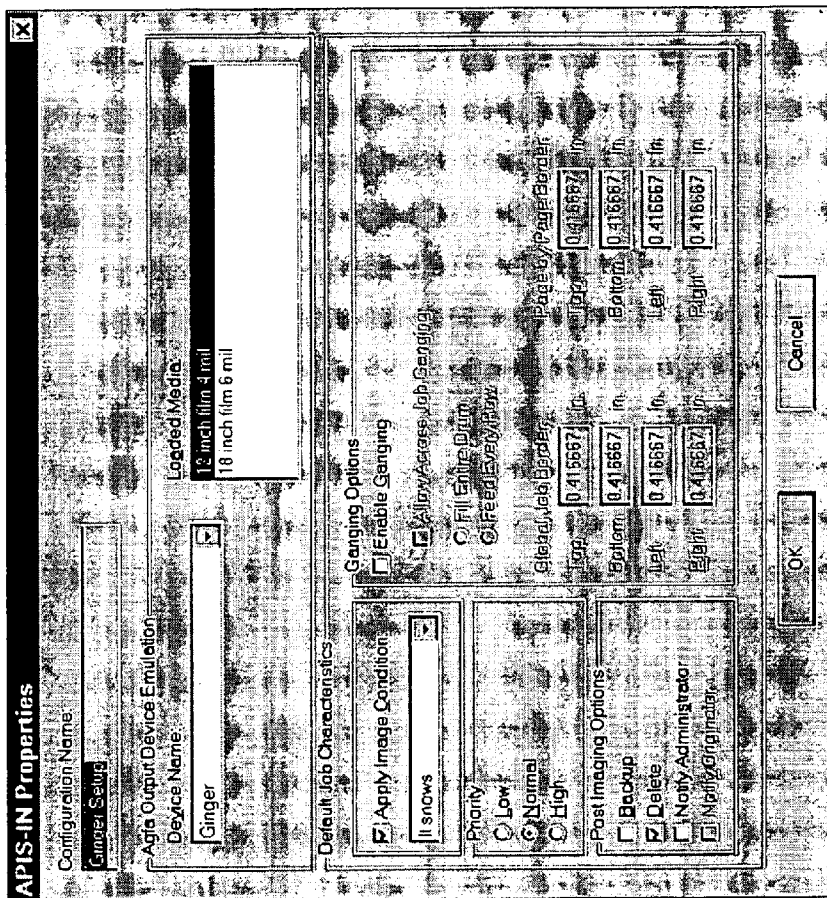 APIS-IN Properties
Configuration Name:
Ginger Setup
Agfa Output Device Emulation
Device Name:
Ginger
Loaded Media:
18 inch film 4 mil
18 inch film 6 mil
Default Job Characteristics
Apply Image Condition
It snows
Priority
Low
Normal
High
Post Imaging Options
Backup
Delete
Notify Administrator
Notify Originator
Ganging Options
Enable Ganging
Allow Across Job Ganging
Fill Entire Drum
Feed Every Row
Global Job Border:
Top: 0.416667 in.
Bottom: 0.416667 in.
Left: 0.416667 in.
Right: 0.416667 in.
Page by Page Border:
Top: 0.416667 in.
Bottom: 0.416667 in.
Left: 0.416667 in.
Right: 0.416667 in.
OK
Cancel